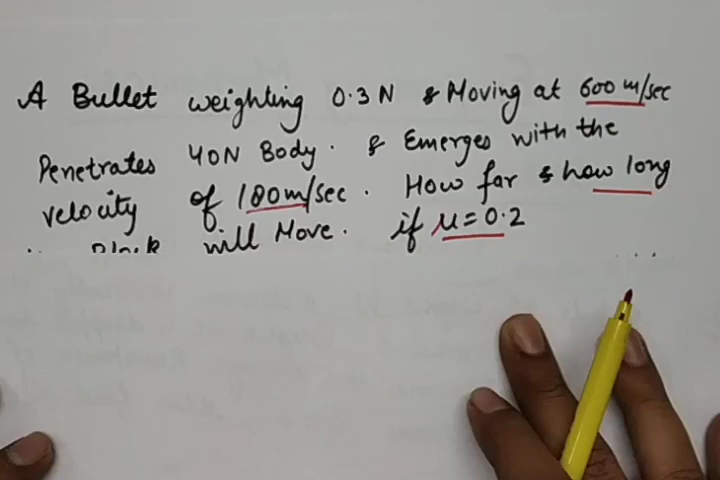 A Bullet weighting 0.3 N & Moving at 600 m/sec
Penetrates 40N Body. & Emerges with the
velocity of 180 m/sec. How far & how long
will Move. if μ = 0.2